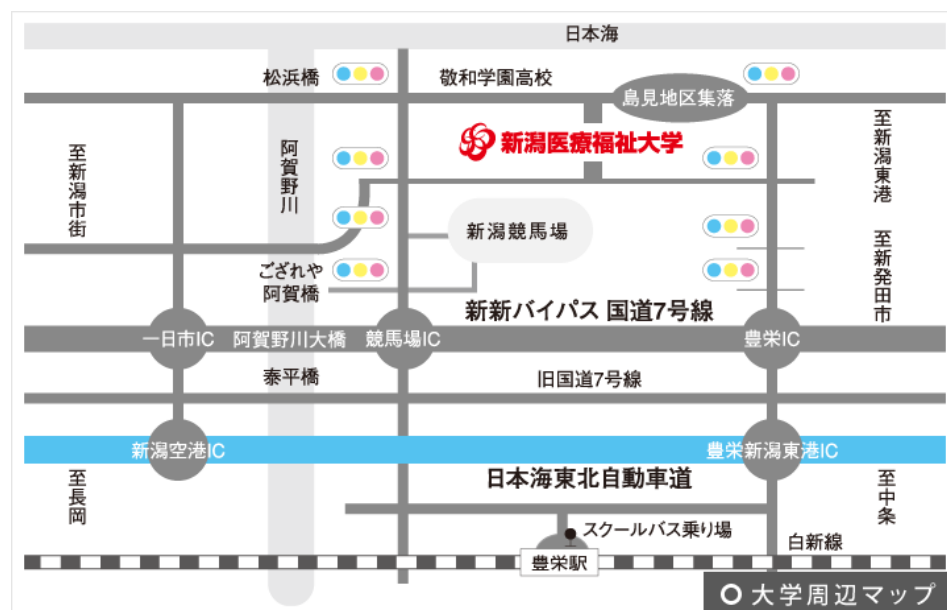 日本海
松浜橋
敬和学園高校
島見地区集落
至新潟市街
阿賀野川
新潟医療福祉大学
至新潟東港
新潟競馬場
ござれや
阿賀橋
至新発田市
新新バイパス 国道7号線
一日市IC
阿賀野川大橋
競馬場IC
豊栄IC
泰平橋
旧国道7号線
新潟空港IC
豊栄新潟東港IC
至長岡
日本海東北自動車道
至中条
スクールバス乗り場
白新線
豊栄駅
大学周辺マップ